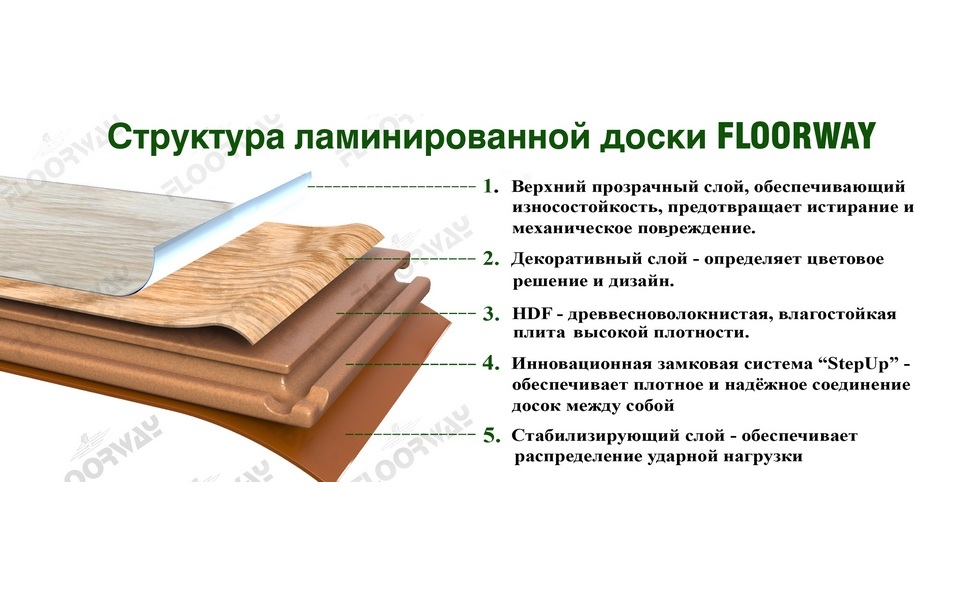 Структура ламинированной доски FLOORWAY
1. Верхний прозрачный слой, обеспечивающий
износостойкость, предотвращает истирание и
механическое повреждение.
2. Декоративный слой - определяет цветовое
решение и дизайн.
3. HDF - древвесноволокнистая, влагостойкая
плита высокой плотности.
4. Инновационная замковая система “StepUp” -
обеспечивает плотное и надёжное соединение
досок между собой
5. Стабилизирующий слой - обеспечивает
распределение ударной нагрузки
FLOORWAY
FLOORWAY
FLOORWAY
FLOORWAY
FLOORWAY